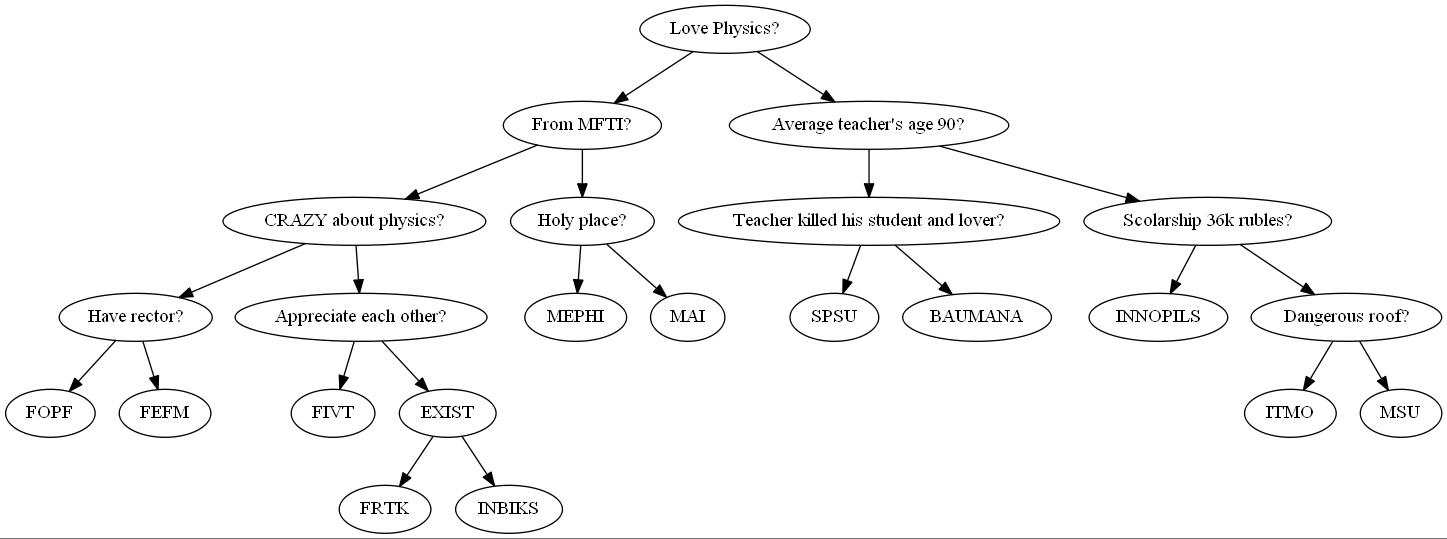 Love Physics?
From MFTI?
Average teacher's age 90?
CRAZY about physics?
Holy place?
Teacher killed his student and lover?
Scolarship 36k rubles?
Have rector?
Appreciate each other?
MEPHI
MAI
SPSU
BAUMANA
INNOPILS
Dangerous roof?
FOPF
FEFM
FIVT
EXIST
ITMO
MSU
FRTK
INBIKS